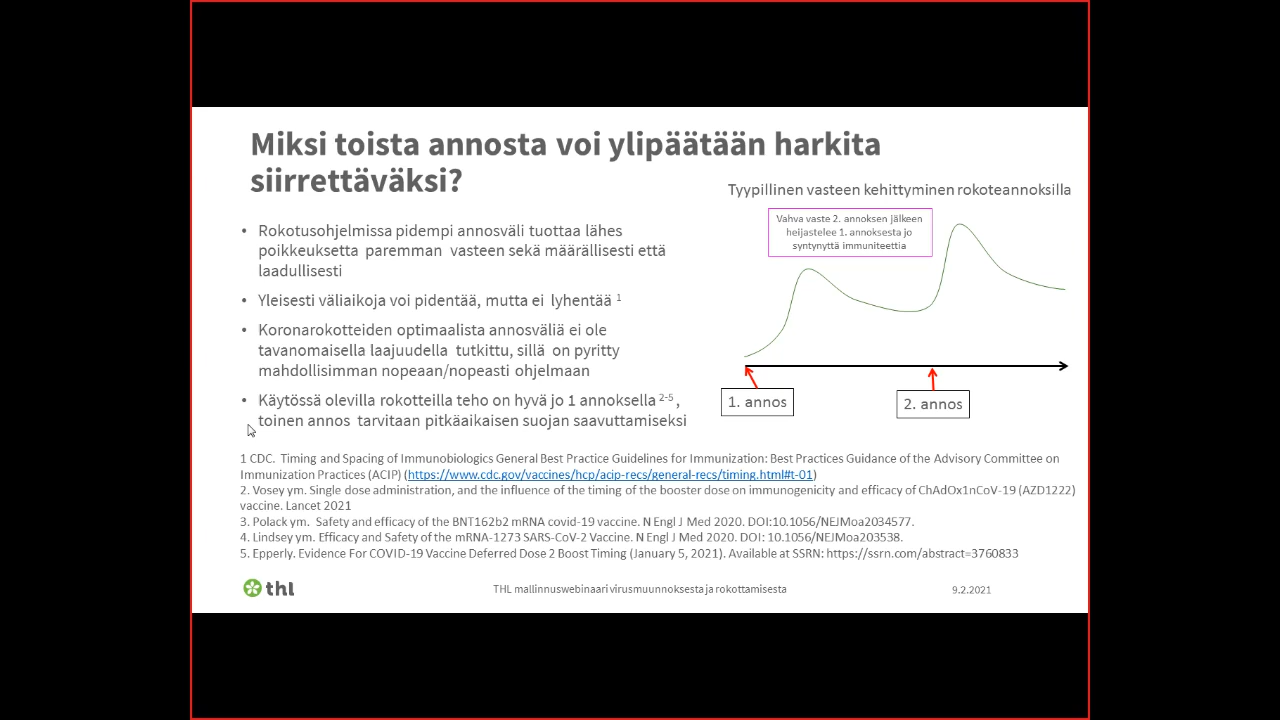 Miksi toista annosta voi ylipäätään harkita
siirrettäväksi?
Tyypillinen vasteen kehittyminen rokoteannoksilla
Vahva vaste 2. annoksen jälkeen
heijastelee 1. annoksesta jo
syntynyttä immuniteettia
• Rokotusohjelmissa pidempi annosväli tuottaa lähes
poikkeuksetta paremman vasteen sekä määrällisesti että
laadullisesti
• Yleisesti väliaikoja voi pidentää, mutta ei lyhentää 1
• Koronarokotteiden optimaalista annosväliä ei ole
tavanomaisella laajuudella tutkittu, sillä on pyritty
mahdollisimman nopeaan/nopeasti ohjelmaan
• Käytössä olevilla rokotteilla teho on hyvä jo 1 annoksella 2-5 ,
toinen annos tarvitaan pitkäaikaisen suojan saavuttamiseksi
1. annos
2. annos
1 CDC. Timing and Spacing of Immunobiologics General Best Practice Guidelines for Immunization: Best Practices Guidance of the Advisory Committee on
Immunization Practices (ACIP) (https://www.cdc.gov/vaccines/hcp/acip-recs/general-recs/timing.html#t-01)
2. Vosey ym. Single dose administration, and the influence of the timing of the booster dose on immunogenicity and efficacy of ChAdOx1nCoV-19 (AZD1222)
vaccine. Lancet 2021
3. Polack ym. Safety and efficacy of the BNT162b2 mRNA covid-19 vaccine. N Engl J Med 2020. DOI:10.1056/NEJMoa2034577.
4. Lindsey ym. Efficacy and Safety of the mRNA-1273 SARS-CoV-2 Vaccine. N Engl J Med 2020. DOI: 10.1056/NEJMoa203538.
5. Epperly. Evidence For COVID-19 Vaccine Deferred Dose 2 Boost Timing (January 5, 2021). Available at SSRN: https://ssrn.com/abstract=3760833
thl
THL mallinnuswebinaari virusmuunnoksesta ja rokottamisesta
9.2.2021